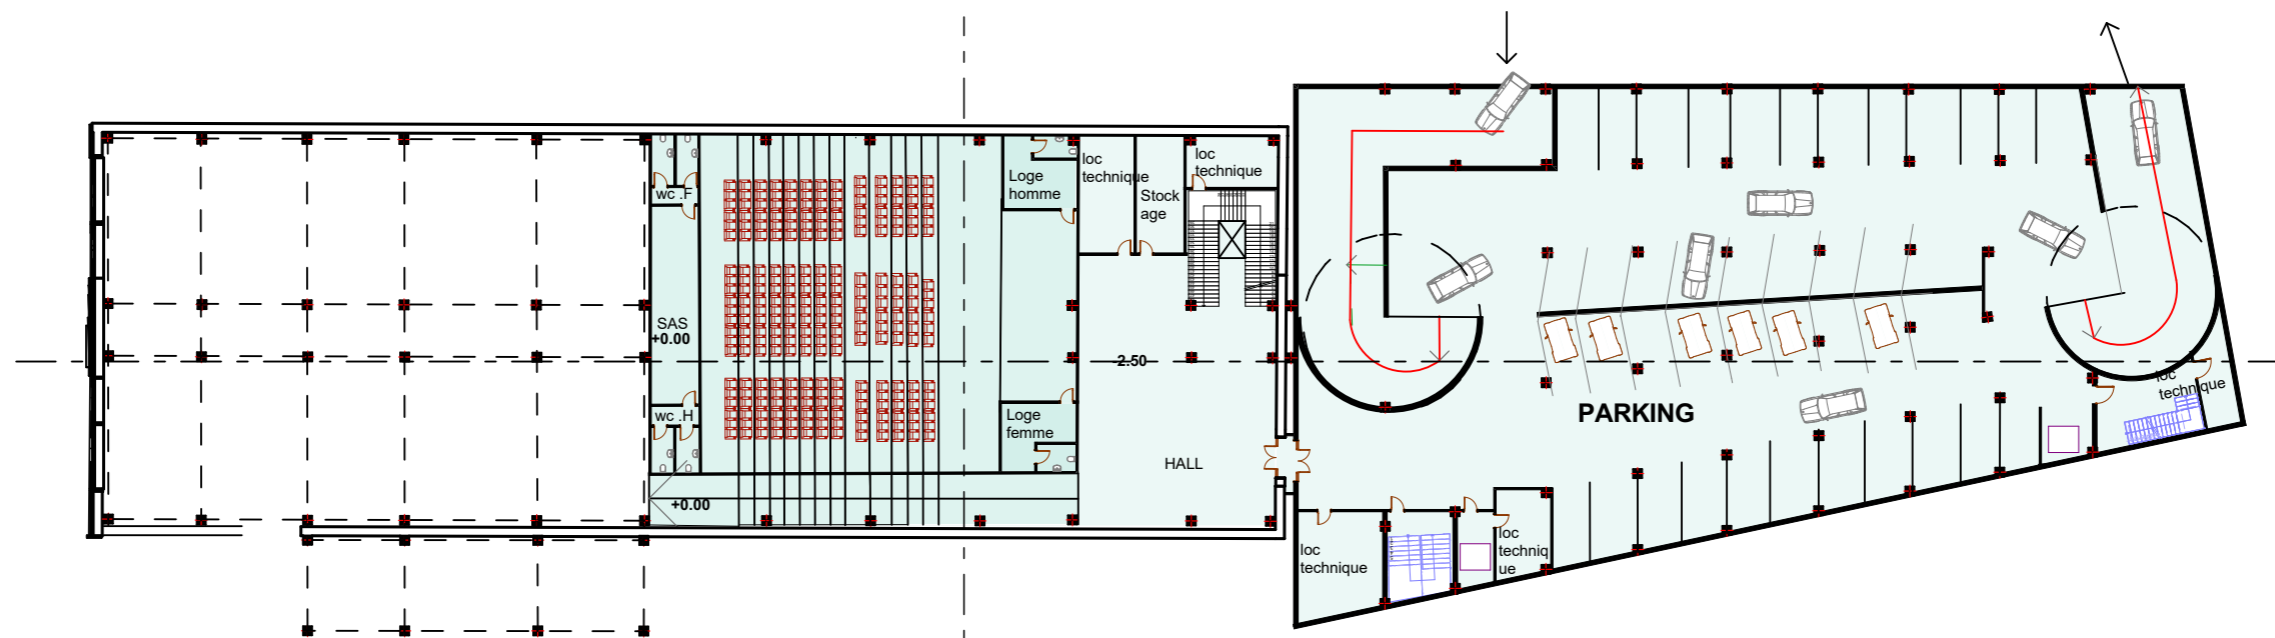 wc .F
SAS
+0.00
wc .H
+0.00
Loge
homme
Loge
femme
loc
technique
Stock
age
loc
technique
-2.50
HALL
PARKING
loc
technique
loc
techniq
ue
loc
technique